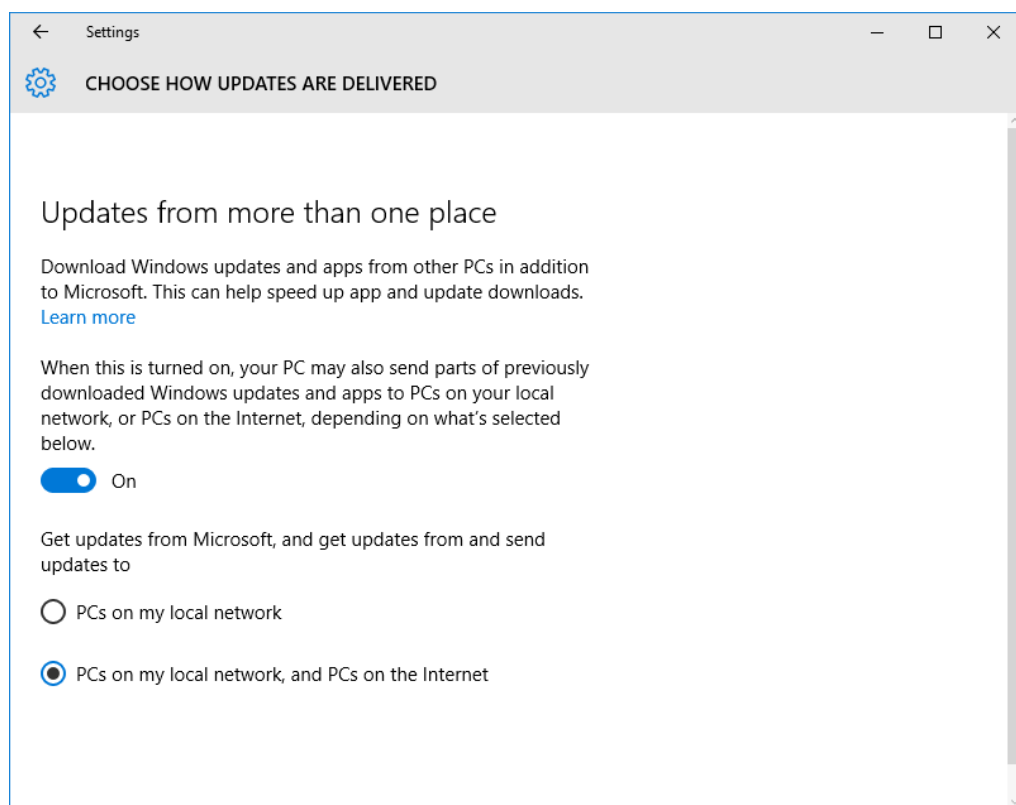 Settings
CHOOSE HOW UPDATES ARE DELIVERED
Updates from more than one place
Download Windows updates and apps from other PCs in addition
to Microsoft. This can help speed up app and update downloads.
Learn more
When this is turned on, your PC may also send parts of previously
downloaded Windows updates and apps to PCs on your local
network, or PCs on the Internet, depending on what’s selected
below.
On
Get updates from Microsoft, and get updates from and send
updates to
PCs on my local network
PCs on my local network, and PCs on the Internet